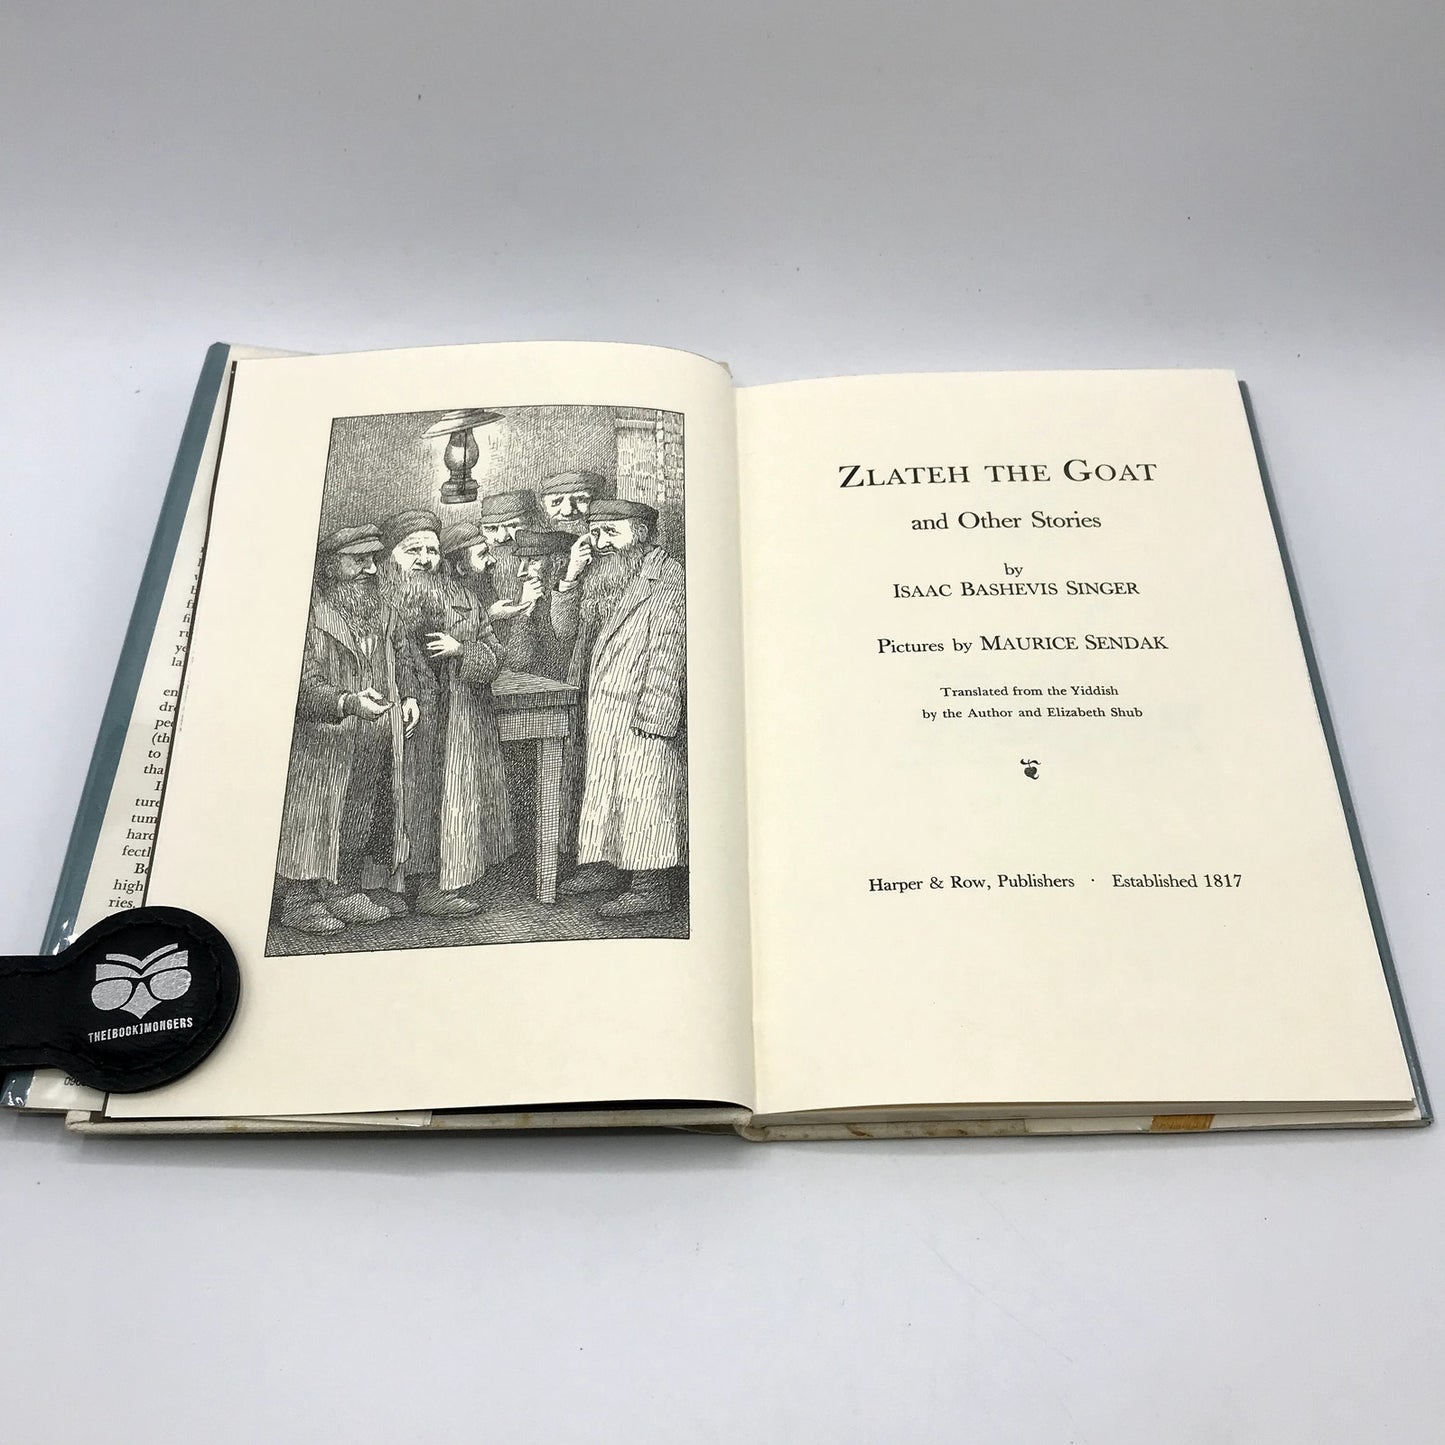 ZLATEH THE GOAT
and Other Stories
by
ISAAC BASHEVIS SINGER
Pictures by MAURICE SENDAK
Translated from the Yiddish
by the Author and Elizabeth Shub
Harper & Row, Publishers · Established 1817
THE[BOOK]MONGERS